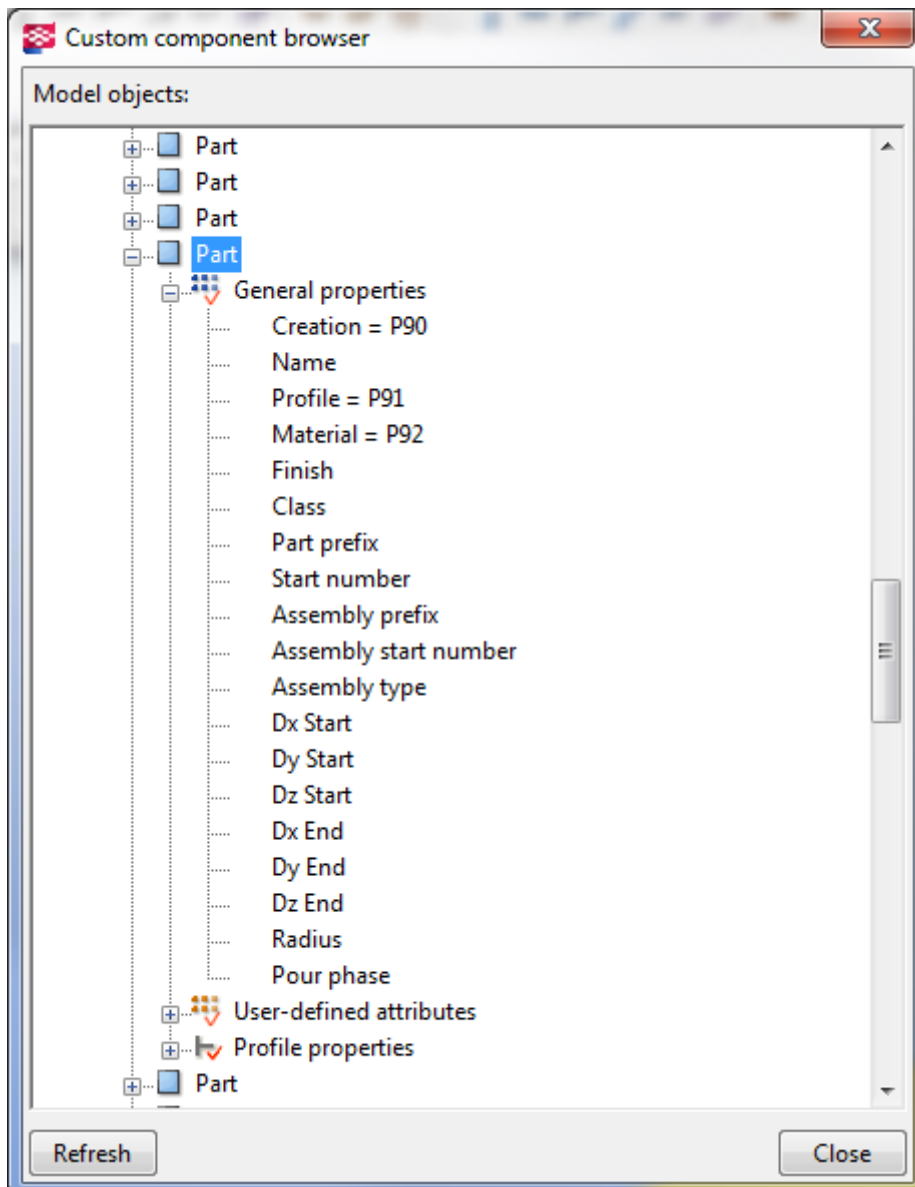 Custom component browser
Model objects:
Part
Part
Part
Part
General properties
Creation = P90
Name
Profile = P91
Material = P92
Finish
Class
Part prefix
Start number
Assembly prefix
Assembly start number
Assembly type
Dx Start
Dy Start
Dz Start
Dx End
Dy End
Dz End
Radius
Pour phase
User-defined attributes
Profile properties
Part
Refresh
Close